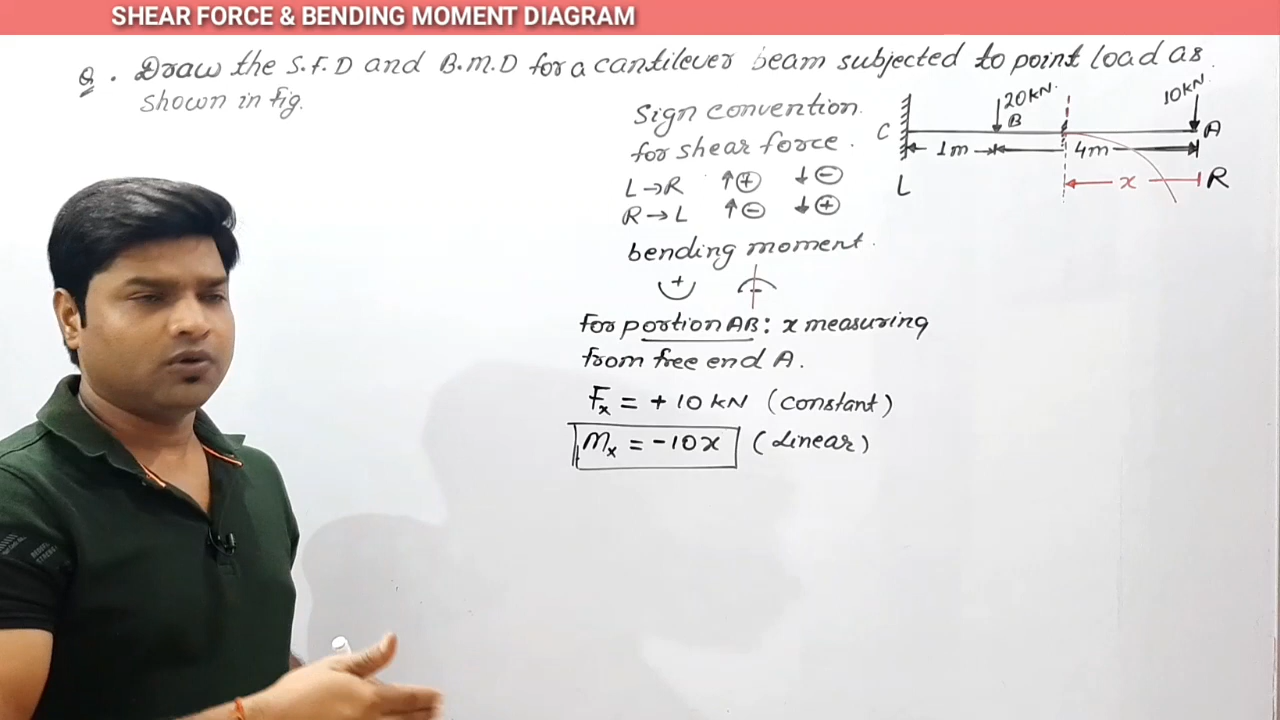 SHEAR FORCE & BENDING MOMENT DIAGRAM
Q. Draw the S.F.D and B.M.D for a cantilever beam subjected to point load as
shown in fig.
Sign convention
for shear force.
L→R ↑⊕ ↓⊖
R→L ↑⊖ ↓⊕
bending moment.
+ -
20KN.
10KN
C
B
A
1m
4m
L
x
R
For portion AB: x measuring
from free end A.
Fx = +10 KN (constant)
Mx = -10x (Linear)